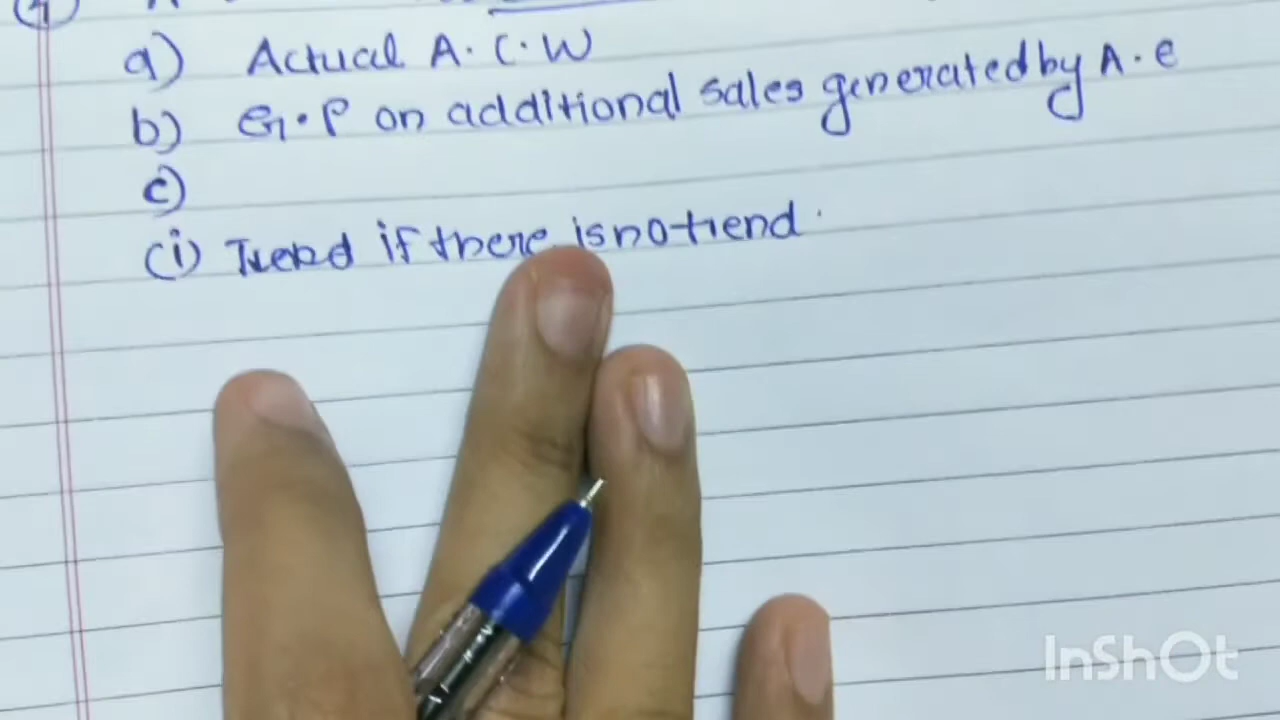 a) Actual A.C.W
b) G.P on additional sales generated by A.e
c)
(i) Trend if there is no trend.
InShOt